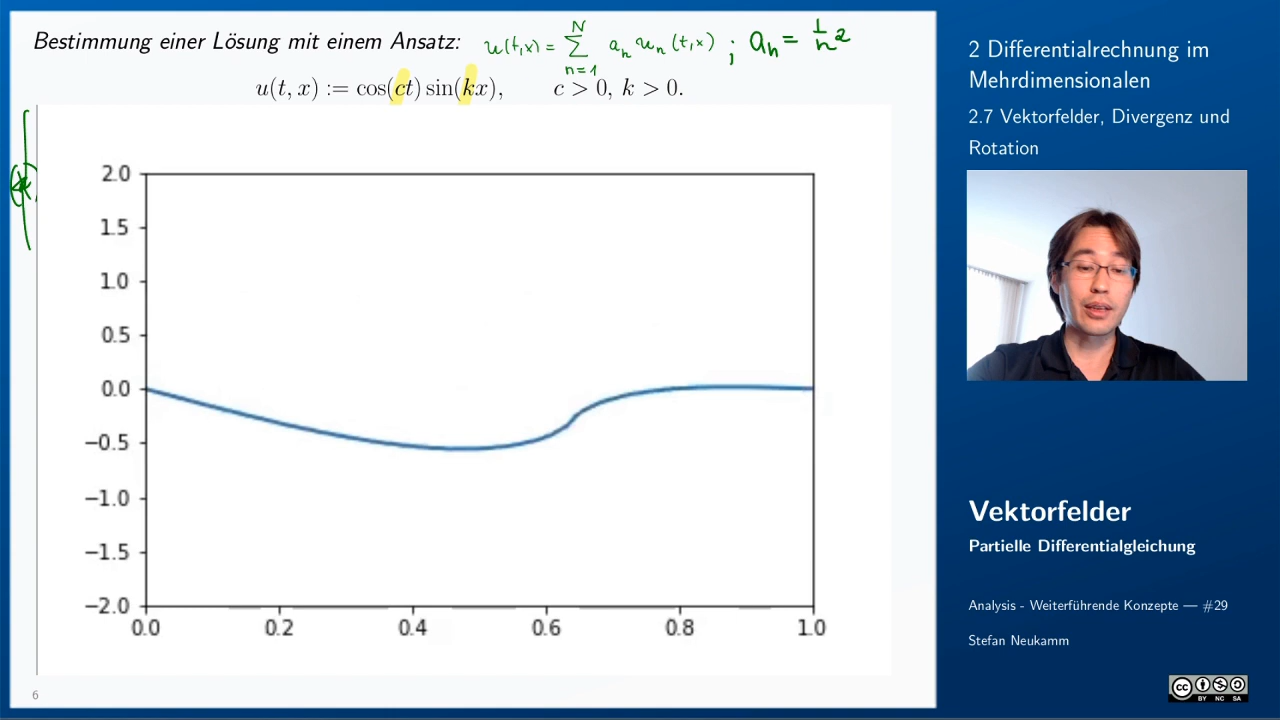 Bestimmung einer Lösung mit einem Ansatz: u(t,x) = \sum_{n=1}^{N} a_n u_n(t,x) ; a_n = \frac{1}{n^2}
u(t, x) := cos(ct) sin(kx), c > 0, k > 0.
2.0
1.5
1.0
0.5
0.0
−0.5
−1.0
−1.5
−2.0
0.0 0.2 0.4 0.6 0.8 1.0
6
2 Differentialrechnung im
Mehrdimensionalen
2.7 Vektorfelder, Divergenz und
Rotation
Vektorfelder
Partielle Differentialgleichung
Analysis - Weiterführende Konzepte — #29
Stefan Neukamm
cc
BY NC SA